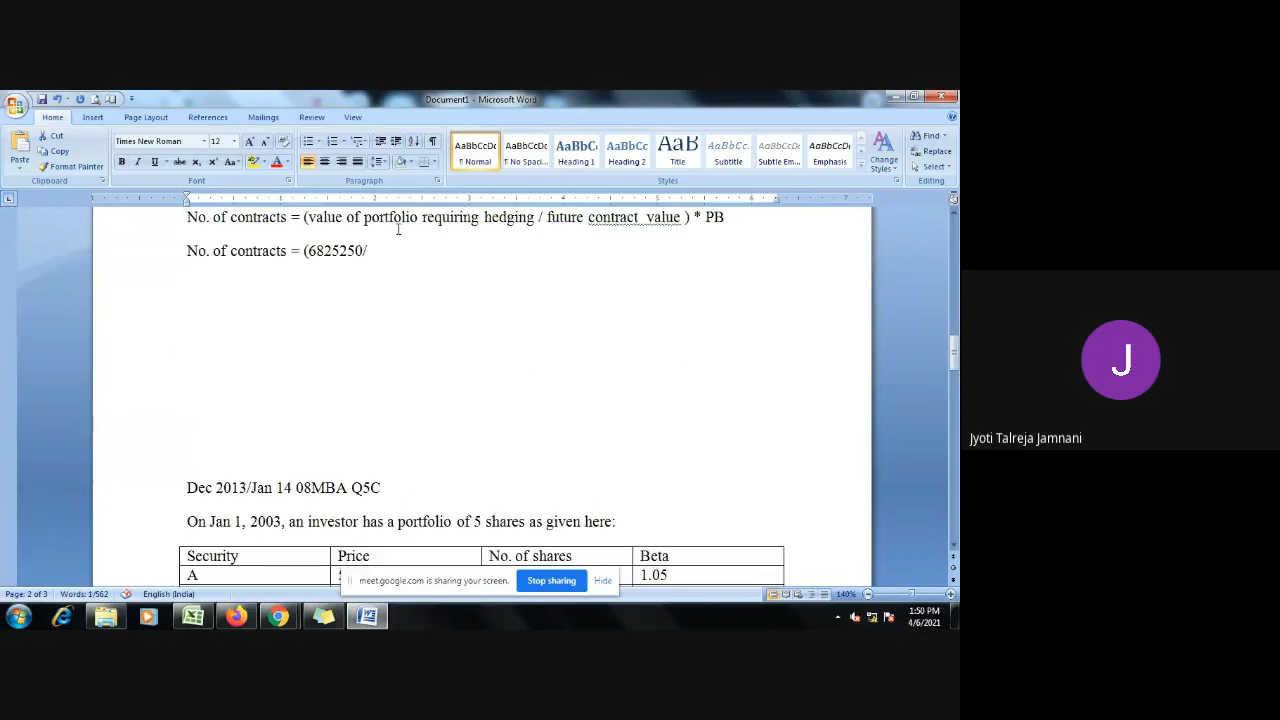 Document1 - Microsoft Word
Home Insert Page Layout References Mailings Review View
Paste
Cut
Copy
Format Painter
Clipboard
Times New Roman 12
Font
Paragraph
AaBbCcDc AaBbCcDc AaBbC AaBbCc AaB AaBbCc. AaBbCcDc AaBbCcDc
¶ Normal ¶ No Spaci... Heading 1 Heading 2 Title Subtitle Subtle Em... Emphasis
Change Styles
Styles
Find
Replace
Select
Editing
No. of contracts = (value of portfolio requiring hedging / future contract value ) * PB
No. of contracts = (6825250/
Dec 2013/Jan 14 08MBA Q5C
On Jan 1, 2003, an investor has a portfolio of 5 shares as given here:
Security Price No. of shares Beta
A 1.05
meet.google.com is sharing your screen. Stop sharing Hide
Page: 2 of 3 Words: 1/562 English (India) 140%
1:50 PM
4/6/2021
J
Jyoti Talreja Jamnani